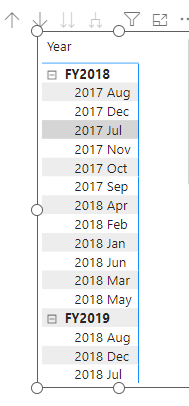 Year
FY2018
2017 Aug
2017 Dec
2017 Jul
2017 Nov
2017 Oct
2017 Sep
2018 Apr
2018 Feb
2018 Jan
2018 Jun
2018 Mar
2018 May
FY2019
2018 Aug
2018 Dec
2018 Jul